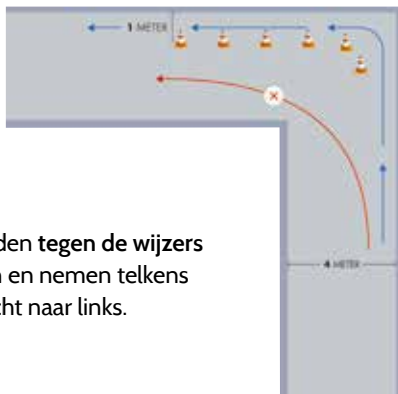 1 METER
den tegen de wijzers
en nemen telkens
cht naar links.
4 METER